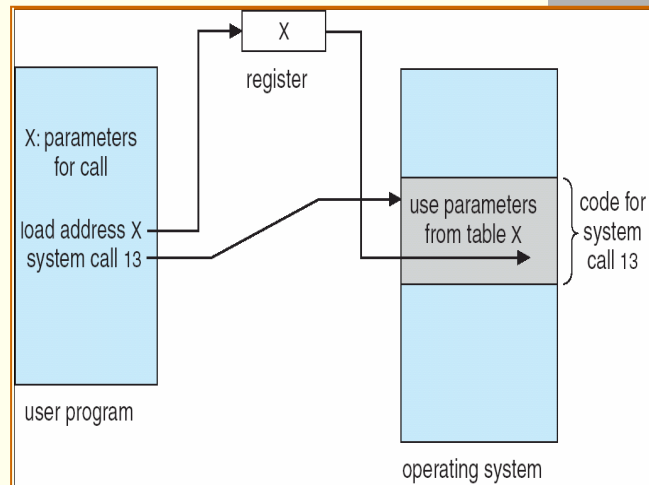 X
register
X: parameters
for call
load address X
system call 13
use parameters
from table X
code for
system
call 13
user program
operating system